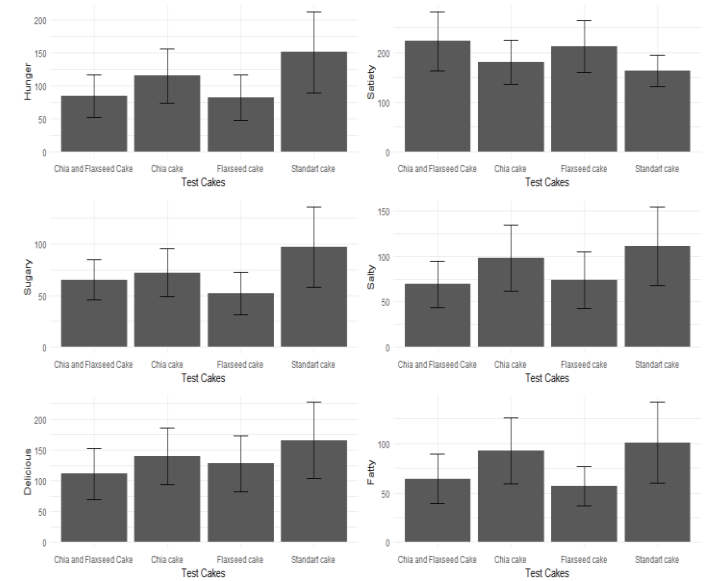 Hunger
200
150
100
50
0
Chia and Flaxseed Cake Chia cake Flaxseed cake Standart cake
Test Cakes
Satiety
200
100
0
Chia and Flaxseed Cake Chia cake Flaxseed cake Standart cake
Test Cakes
Sugary
100
50
0
Chia and Flaxseed Cake Chia cake Flaxseed cake Standart cake
Test Cakes
Salty
150
100
50
0
Chia and Flaxseed Cake Chia cake Flaxseed cake Standart cake
Test Cakes
Delicious
200
150
100
50
0
Chia and Flaxseed Cake Chia cake Flaxseed cake Standart cake
Test Cakes
Fatty
100
50
0
Chia and Flaxseed Cake Chia cake Flaxseed cake Standart cake
Test Cakes